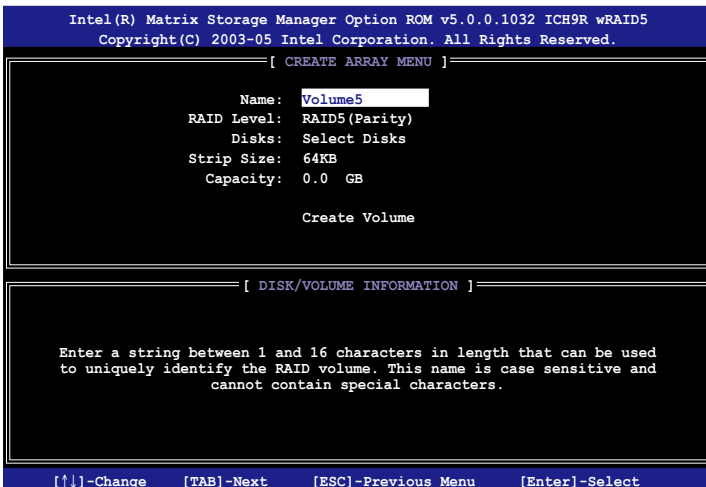 Intel(R) Matrix Storage Manager Option ROM v5.0.0.1032 ICH9R wRAID5
Copyright(C) 2003-05 Intel Corporation. All Rights Reserved.
[ CREATE ARRAY MENU ]
Name: Volume5
RAID Level: RAID5(Parity)
Disks: Select Disks
Strip Size: 64KB
Capacity: 0.0 GB
Create Volume
[ DISK/VOLUME INFORMATION ]
Enter a string between 1 and 16 characters in length that can be used
to uniquely identify the RAID volume. This name is case sensitive and
cannot contain special characters.
[↑↓]-Change [TAB]-Next [ESC]-Previous Menu [Enter]-Select